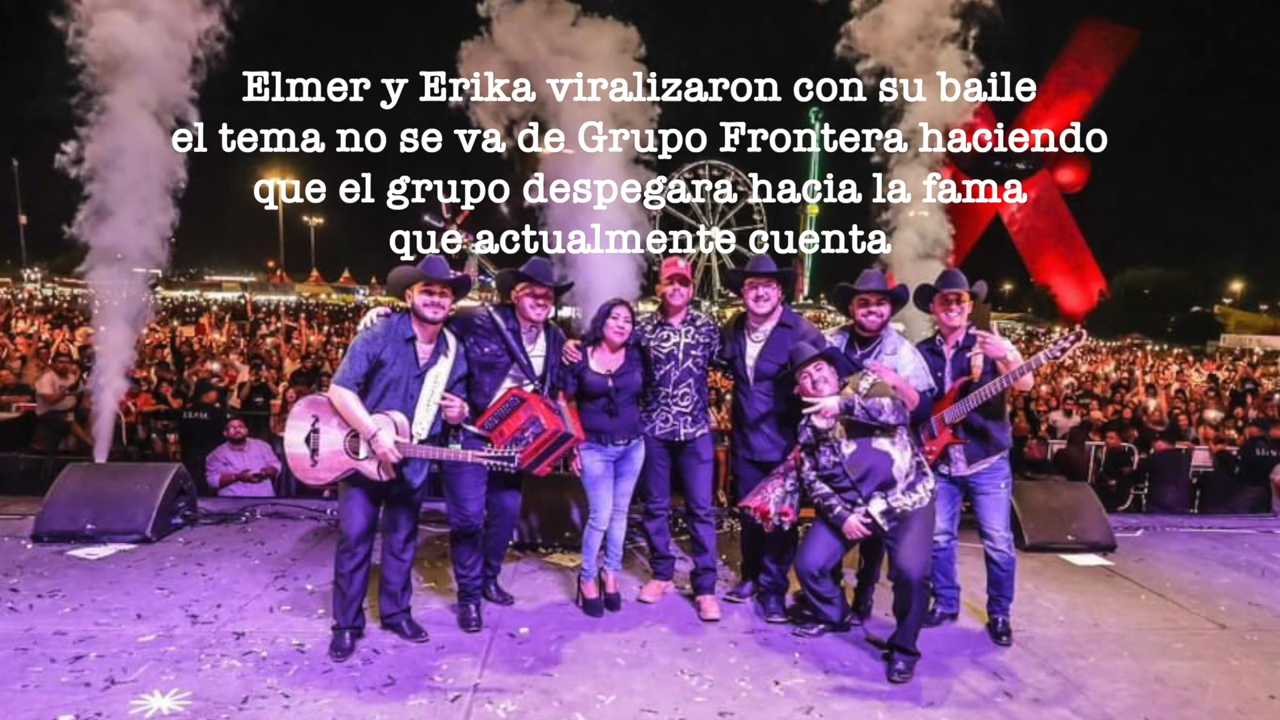 Elmer y Erika viralizaron con su baile
el tema no se va de Grupo Frontera haciendo
que el grupo despegara hacia la fama
que actualmente cuenta